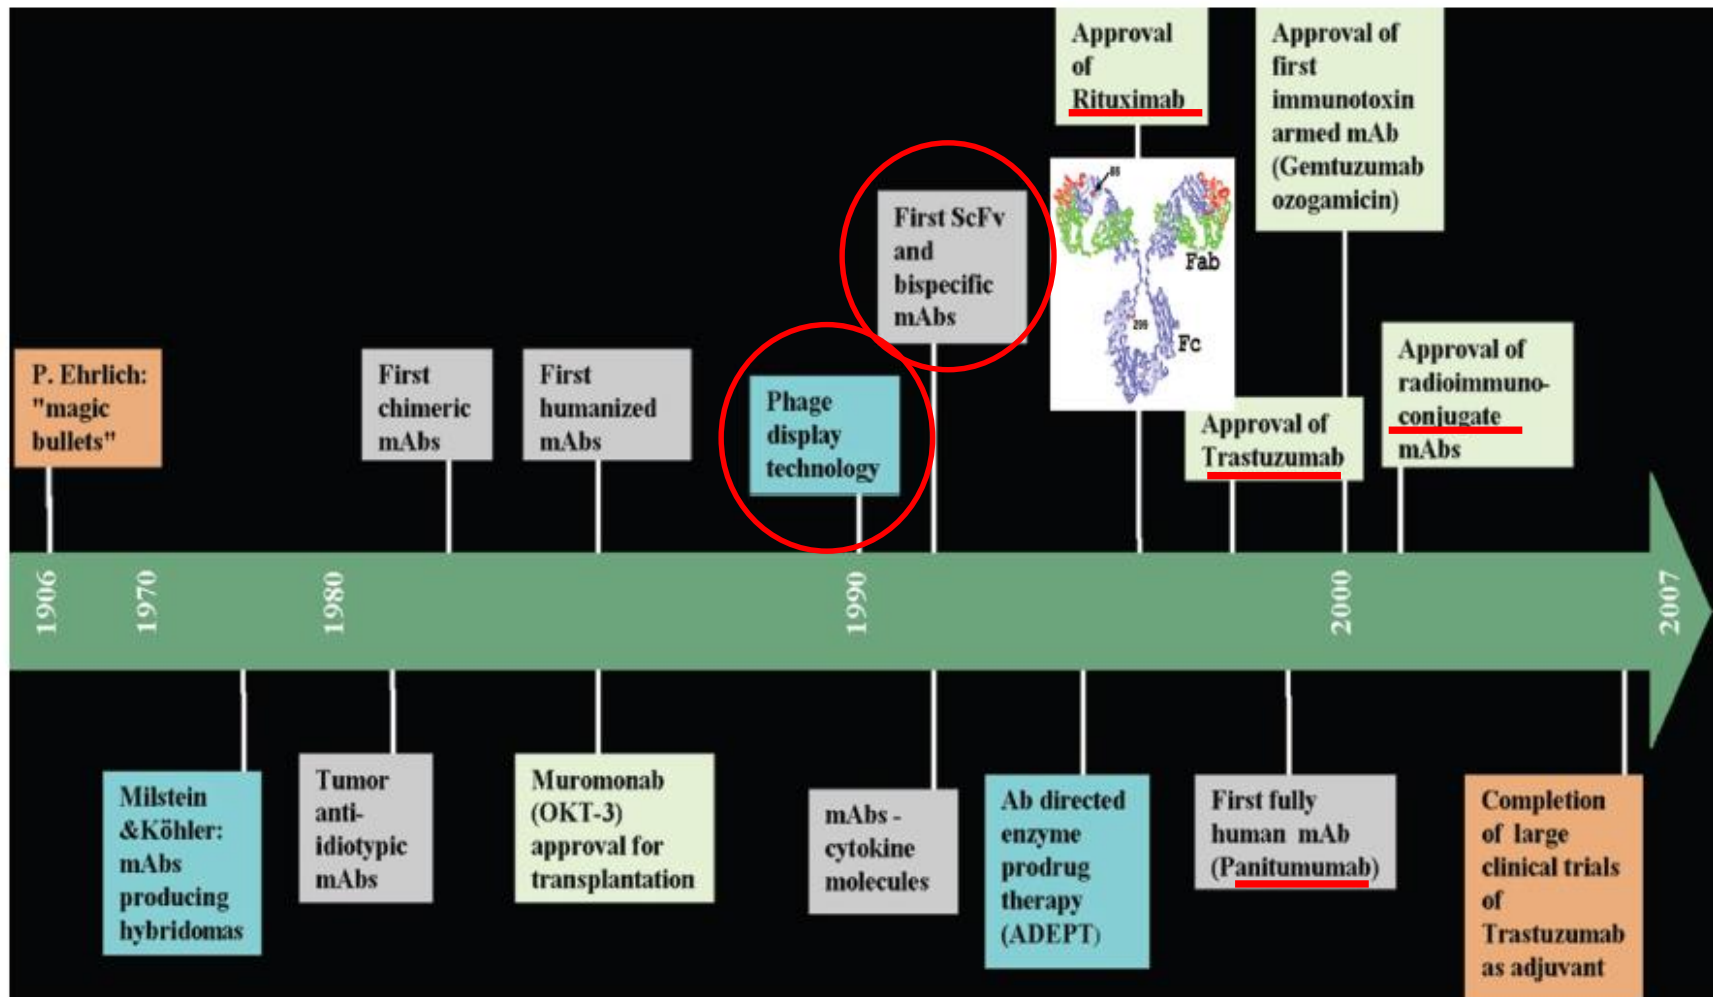 P. Ehrlich:
"magic
bullets"
First
chimeric
mAbs
First
humanized
mAbs
Phage
display
technology
First ScFv
and
bispecific
mAbs
Approval
of
Rituximab
88
Fab
299
Fc
Approval of
Trastuzumab
Approval of
first
immunotoxin
armed mAb
(Gemtuzumab
ozogamicin)
Approval of
radioimmuno-
conjugate
mAbs
1906
1970
1980
1990
2000
2007
Milstein
&Köhler:
mAbs
producing
hybridomas
Tumor
anti-
idiotypic
mAbs
Muromonab
(OKT-3)
approval for
transplantation
mAbs -
cytokine
molecules
Ab directed
enzyme
prodrug
therapy
(ADEPT)
First fully
human mAb
(Panitumumab)
Completion
of large
clinical trials
of
Trastuzumab
as adjuvant